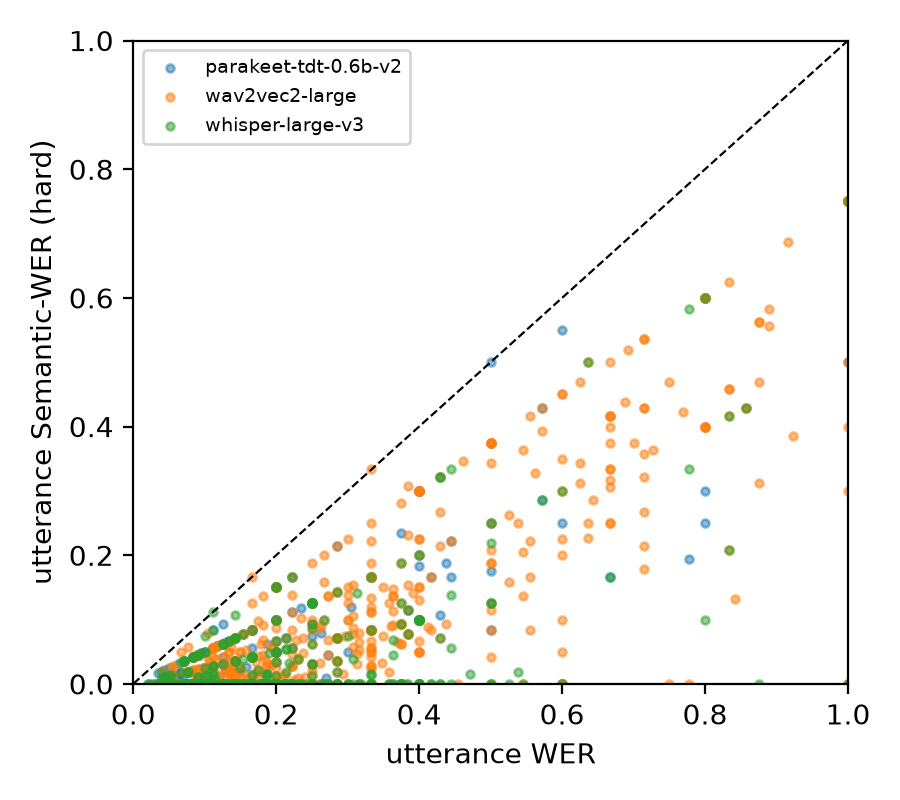 1.0
0.8
0.6
0.4
0.2
0.0
utterance Semantic-WER (hard)
parakeet-tdt-0.6b-v2
wav2vec2-large
whisper-large-v3
0.0 0.2 0.4 0.6 0.8 1.0
utterance WER